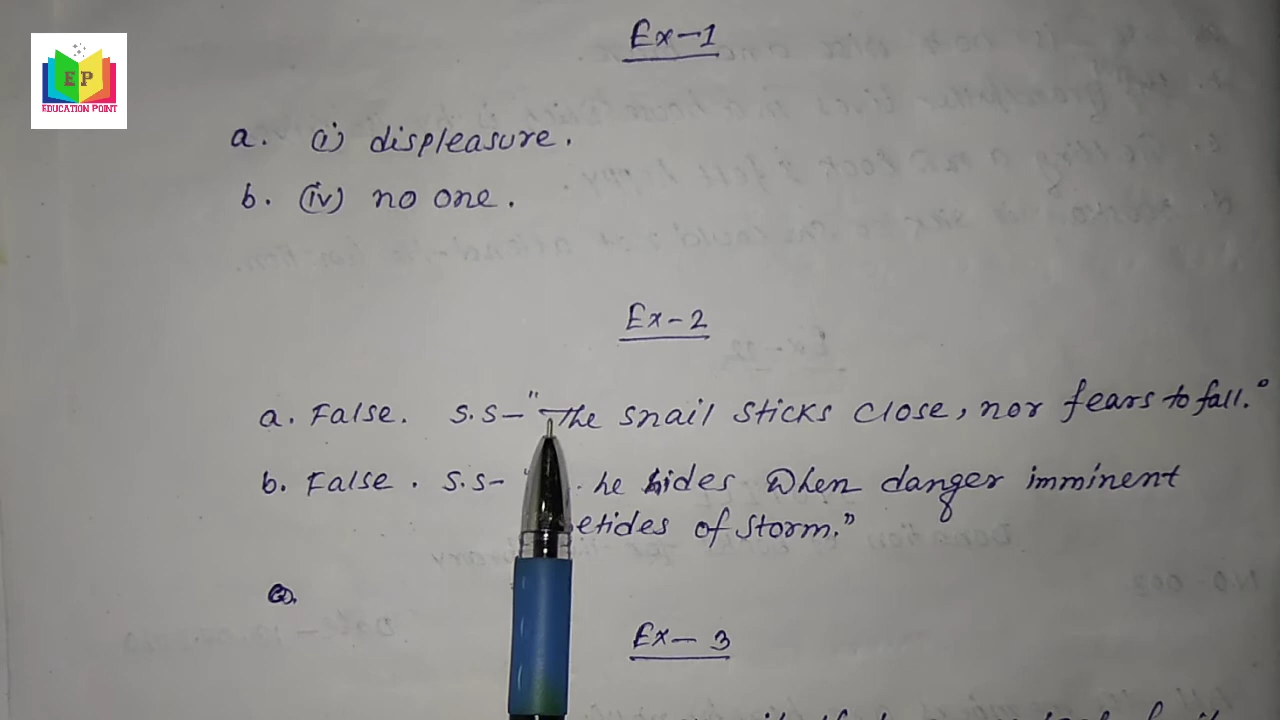 EP
EDUCATION POINT
Ex-1
a. (i) displeasure.
b. (iv) no one.
Ex-2
a. False. S.S-"The snail sticks close, nor fears to fall."
b. False. S.S- he hides When danger imminent
betides of storm."
Ex- 3